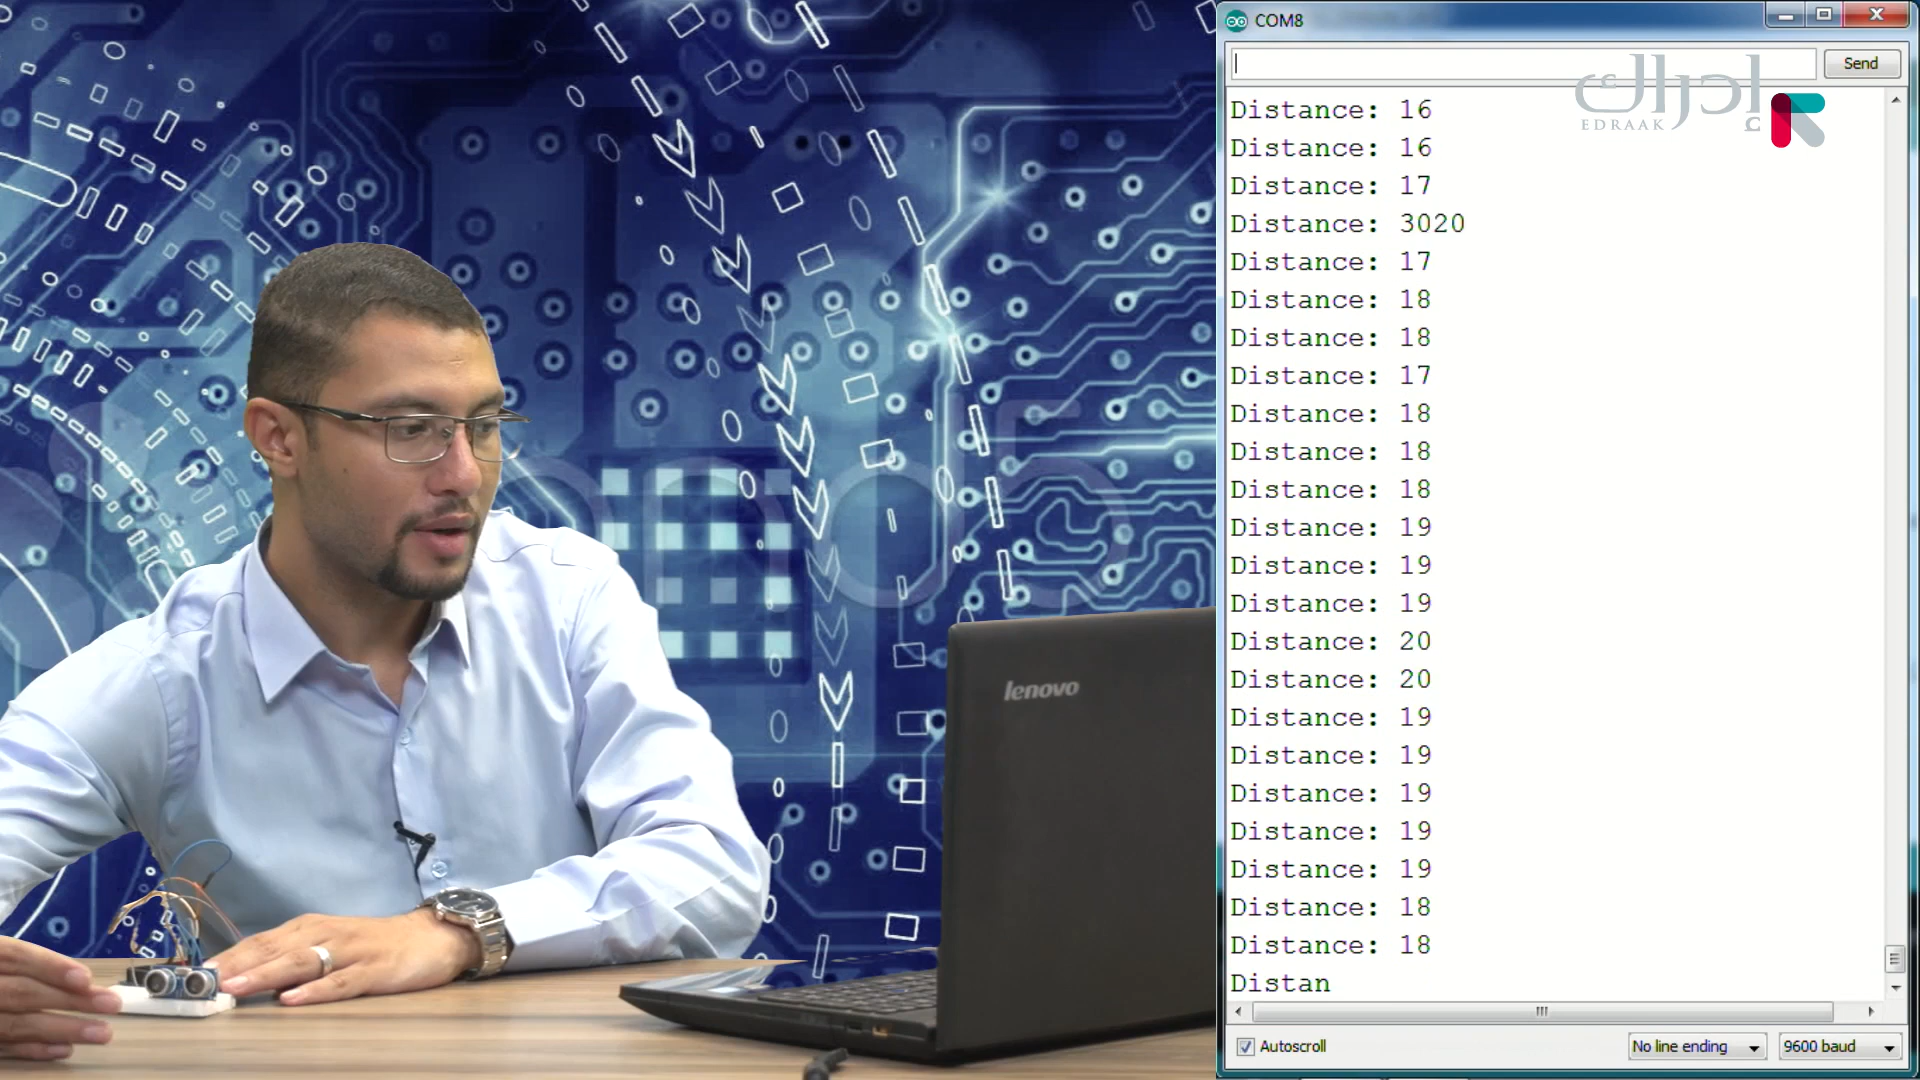 COM8
Send
إدراك
EDRAAK
Distance: 16
Distance: 16
Distance: 17
Distance: 3020
Distance: 17
Distance: 18
Distance: 18
Distance: 17
Distance: 18
Distance: 18
Distance: 18
Distance: 19
Distance: 19
Distance: 19
Distance: 20
Distance: 20
Distance: 19
Distance: 19
Distance: 19
Distance: 19
Distance: 19
Distance: 18
Distance: 18
Distan
Autoscroll
No line ending
9600 baud
lenovo